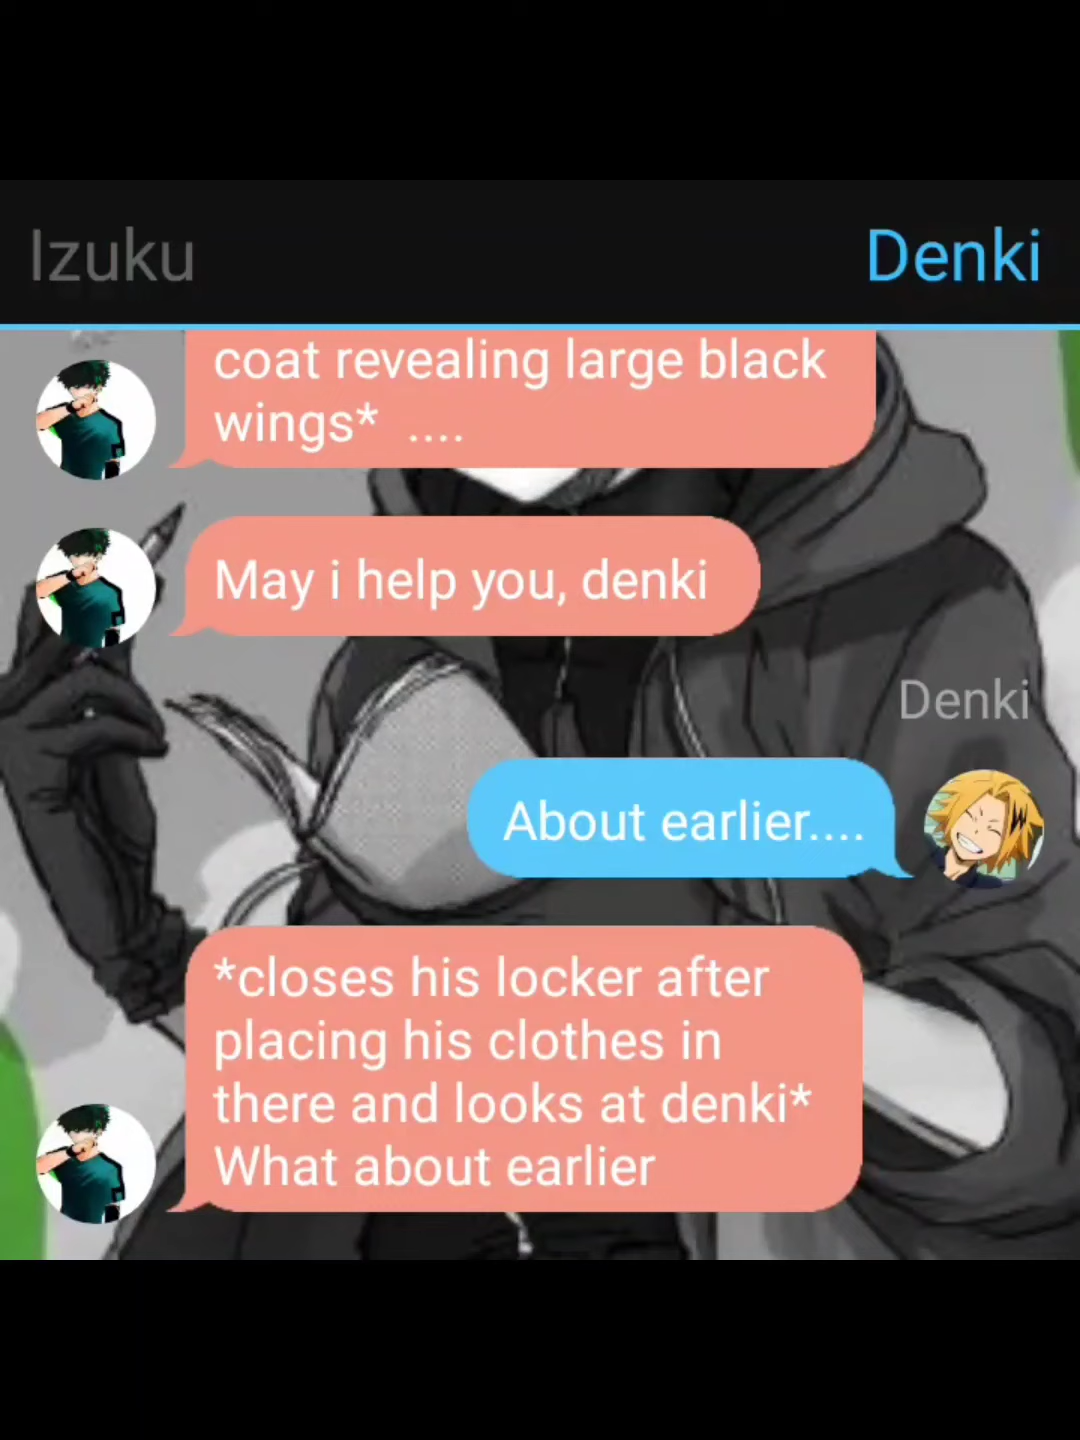 Izuku
Denki
coat revealing large black
wings* ....
May i help you, denki
Denki
About earlier....
*closes his locker after
placing his clothes in
there and looks at denki*
What about earlier